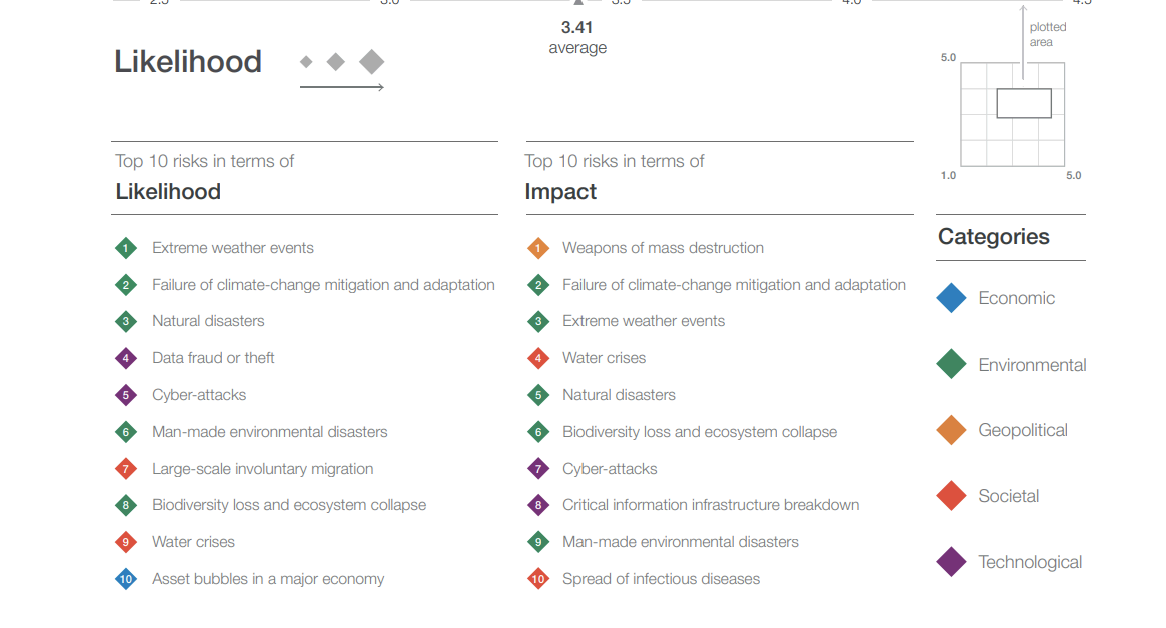 2.5 3.0 3.5 4.0 4.5
3.41
average
plotted
area
5.0
1.0
5.0
Likelihood
Top 10 risks in terms of
Likelihood
1 Extreme weather events
2 Failure of climate-change mitigation and adaptation
3 Natural disasters
4 Data fraud or theft
5 Cyber-attacks
6 Man-made environmental disasters
7 Large-scale involuntary migration
8 Biodiversity loss and ecosystem collapse
9 Water crises
10 Asset bubbles in a major economy
Top 10 risks in terms of
Impact
1 Weapons of mass destruction
2 Failure of climate-change mitigation and adaptation
3 Extreme weather events
4 Water crises
5 Natural disasters
6 Biodiversity loss and ecosystem collapse
7 Cyber-attacks
8 Critical information infrastructure breakdown
9 Man-made environmental disasters
10 Spread of infectious diseases
Categories
Economic
Environmental
Geopolitical
Societal
Technological